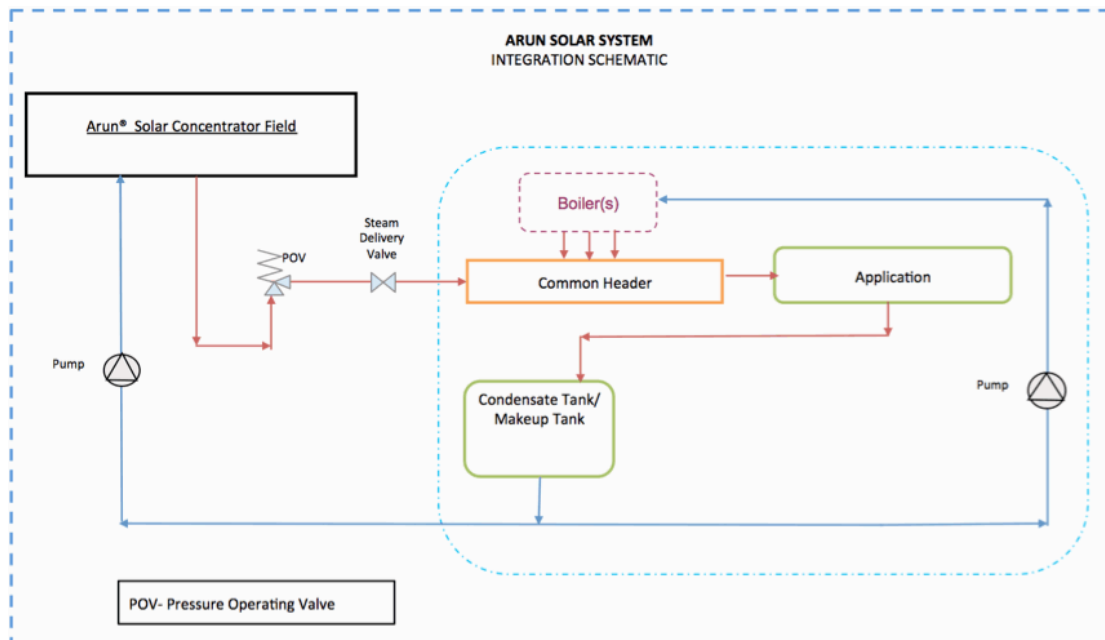 ARUN SOLAR SYSTEM
INTEGRATION SCHEMATIC
Arun® Solar Concentrator Field
Boiler(s)
Steam
Delivery
Valve
POV
Common Header
Application
Pump
Condensate Tank/
Makeup Tank
Pump
POV- Pressure Operating Valve